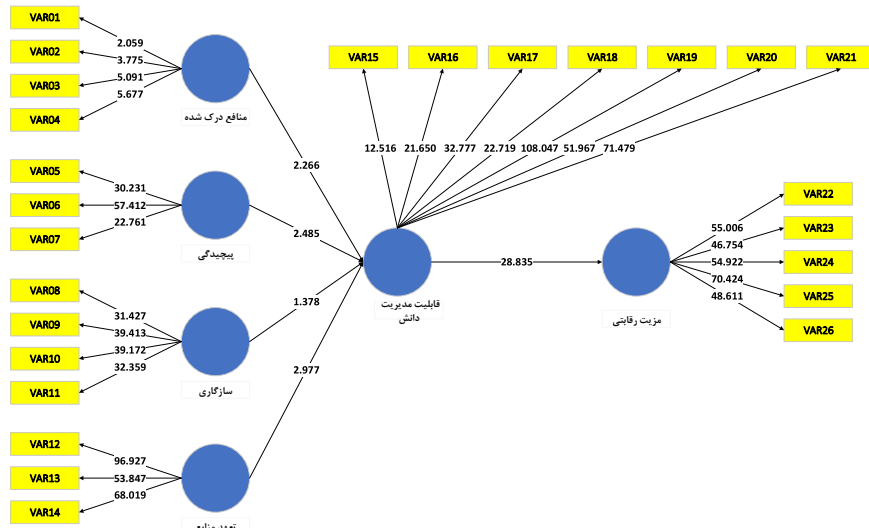 VAR01
VAR02
VAR03
VAR04
2.059
3.775
5.091
5.677
منافع درک شده
VAR05
VAR06
VAR07
30.231
57.412
22.761
پیچیدگی
VAR08
VAR09
VAR10
VAR11
31.427
39.413
39.172
32.359
سازگاری
VAR12
VAR13
VAR14
96.927
53.847
68.019
تعهد منابع
2.266
2.485
1.378
2.977
VAR15
VAR16
VAR17
VAR18
VAR19
VAR20
VAR21
12.516
21.650
32.777
22.719
108.047
51.967
71.479
قابلیت مدیریت
دانش
28.835
مزیت رقابتی
VAR22
VAR23
VAR24
VAR25
VAR26
55.006
46.754
54.922
70.424
48.611